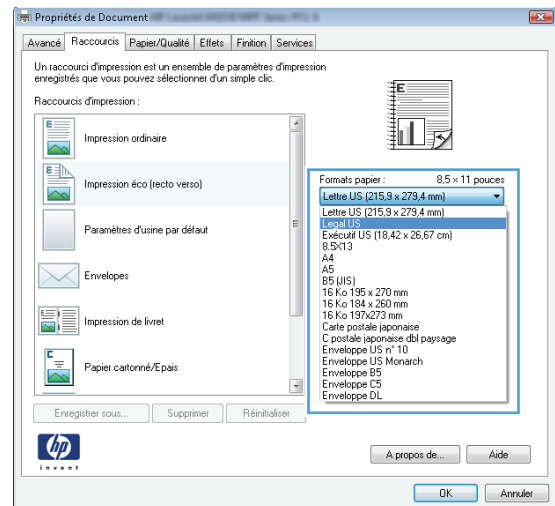 Propriétés de Document
Avancé Raccourcis Papier/Qualité Effets Finition Services
Un raccourci d'impression est un ensemble de paramètres d'impression
enregistrés que vous pouvez sélectionner d'un simple clic.
Raccourcis d'impression :
E
Impression ordinaire
E
Impression éco (recto verso)
Paramètres d'usine par défaut
Envelopes
Impression de livret
E
Papier cartonné/Epais
Enregistrer sous... Supprimer Réinitialiser
E
Formats papier : 8,5 × 11 pouces
Lettre US (215,9 x 279,4 mm)
Lettre US (215,9 x 279,4 mm)
Legal US
Exécutif US (18,42 x 26,67 cm)
8.5X13
A4
A5
B5 (JIS)
16 Ko 195 x 270 mm
16 Ko 184 x 260 mm
16 Ko 197x273 mm
Carte postale japonaise
C postale japonaise dbl paysage
Enveloppe US n° 10
Enveloppe US Monarch
Enveloppe B5
Enveloppe C5
Enveloppe DL
hp
invent
A propos de... Aide
OK Annuler